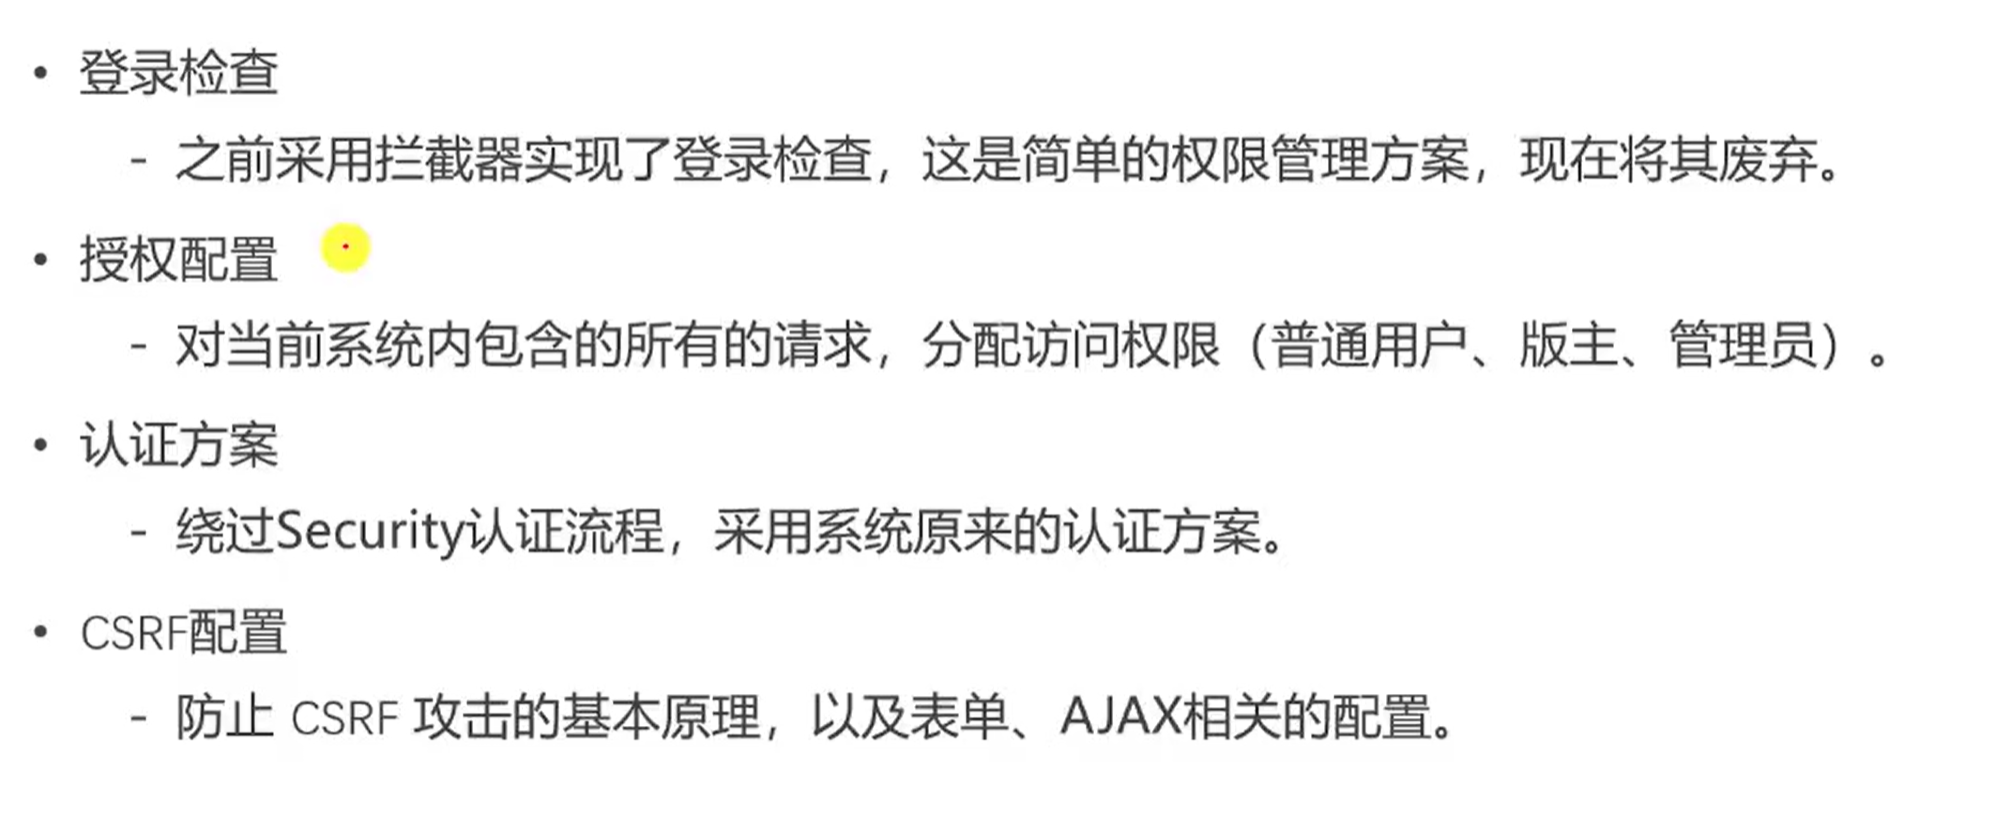 • 登录检查
- 之前采用拦截器实现了登录检查，这是简单的权限管理方案，现在将其废弃。
• 授权配置
- 对当前系统内包含的所有的请求，分配访问权限（普通用户、版主、管理员）。
• 认证方案
- 绕过Security认证流程，采用系统原来的认证方案。
• CSRF配置
- 防止 CSRF 攻击的基本原理，以及表单、AJAX相关的配置。